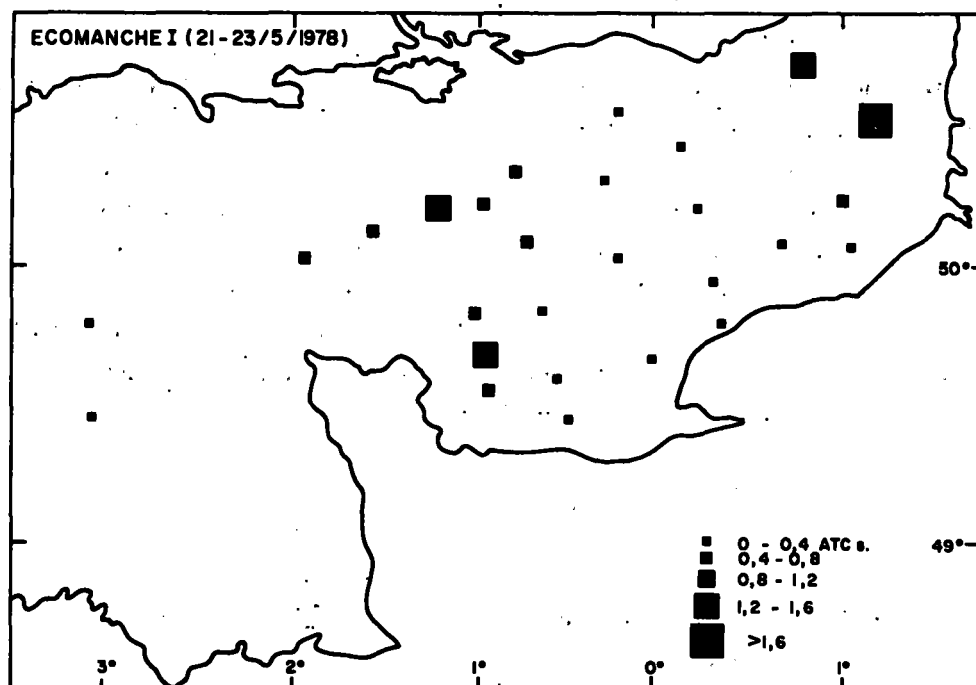 ECOMANCHE I (21-23/5/1978)
50°
49°
0 - 0,4 ATC s.
0,4 - 0,8
0,8 - 1,2
1,2 - 1,6
>1,6
3° 2° 1° 0° 1°